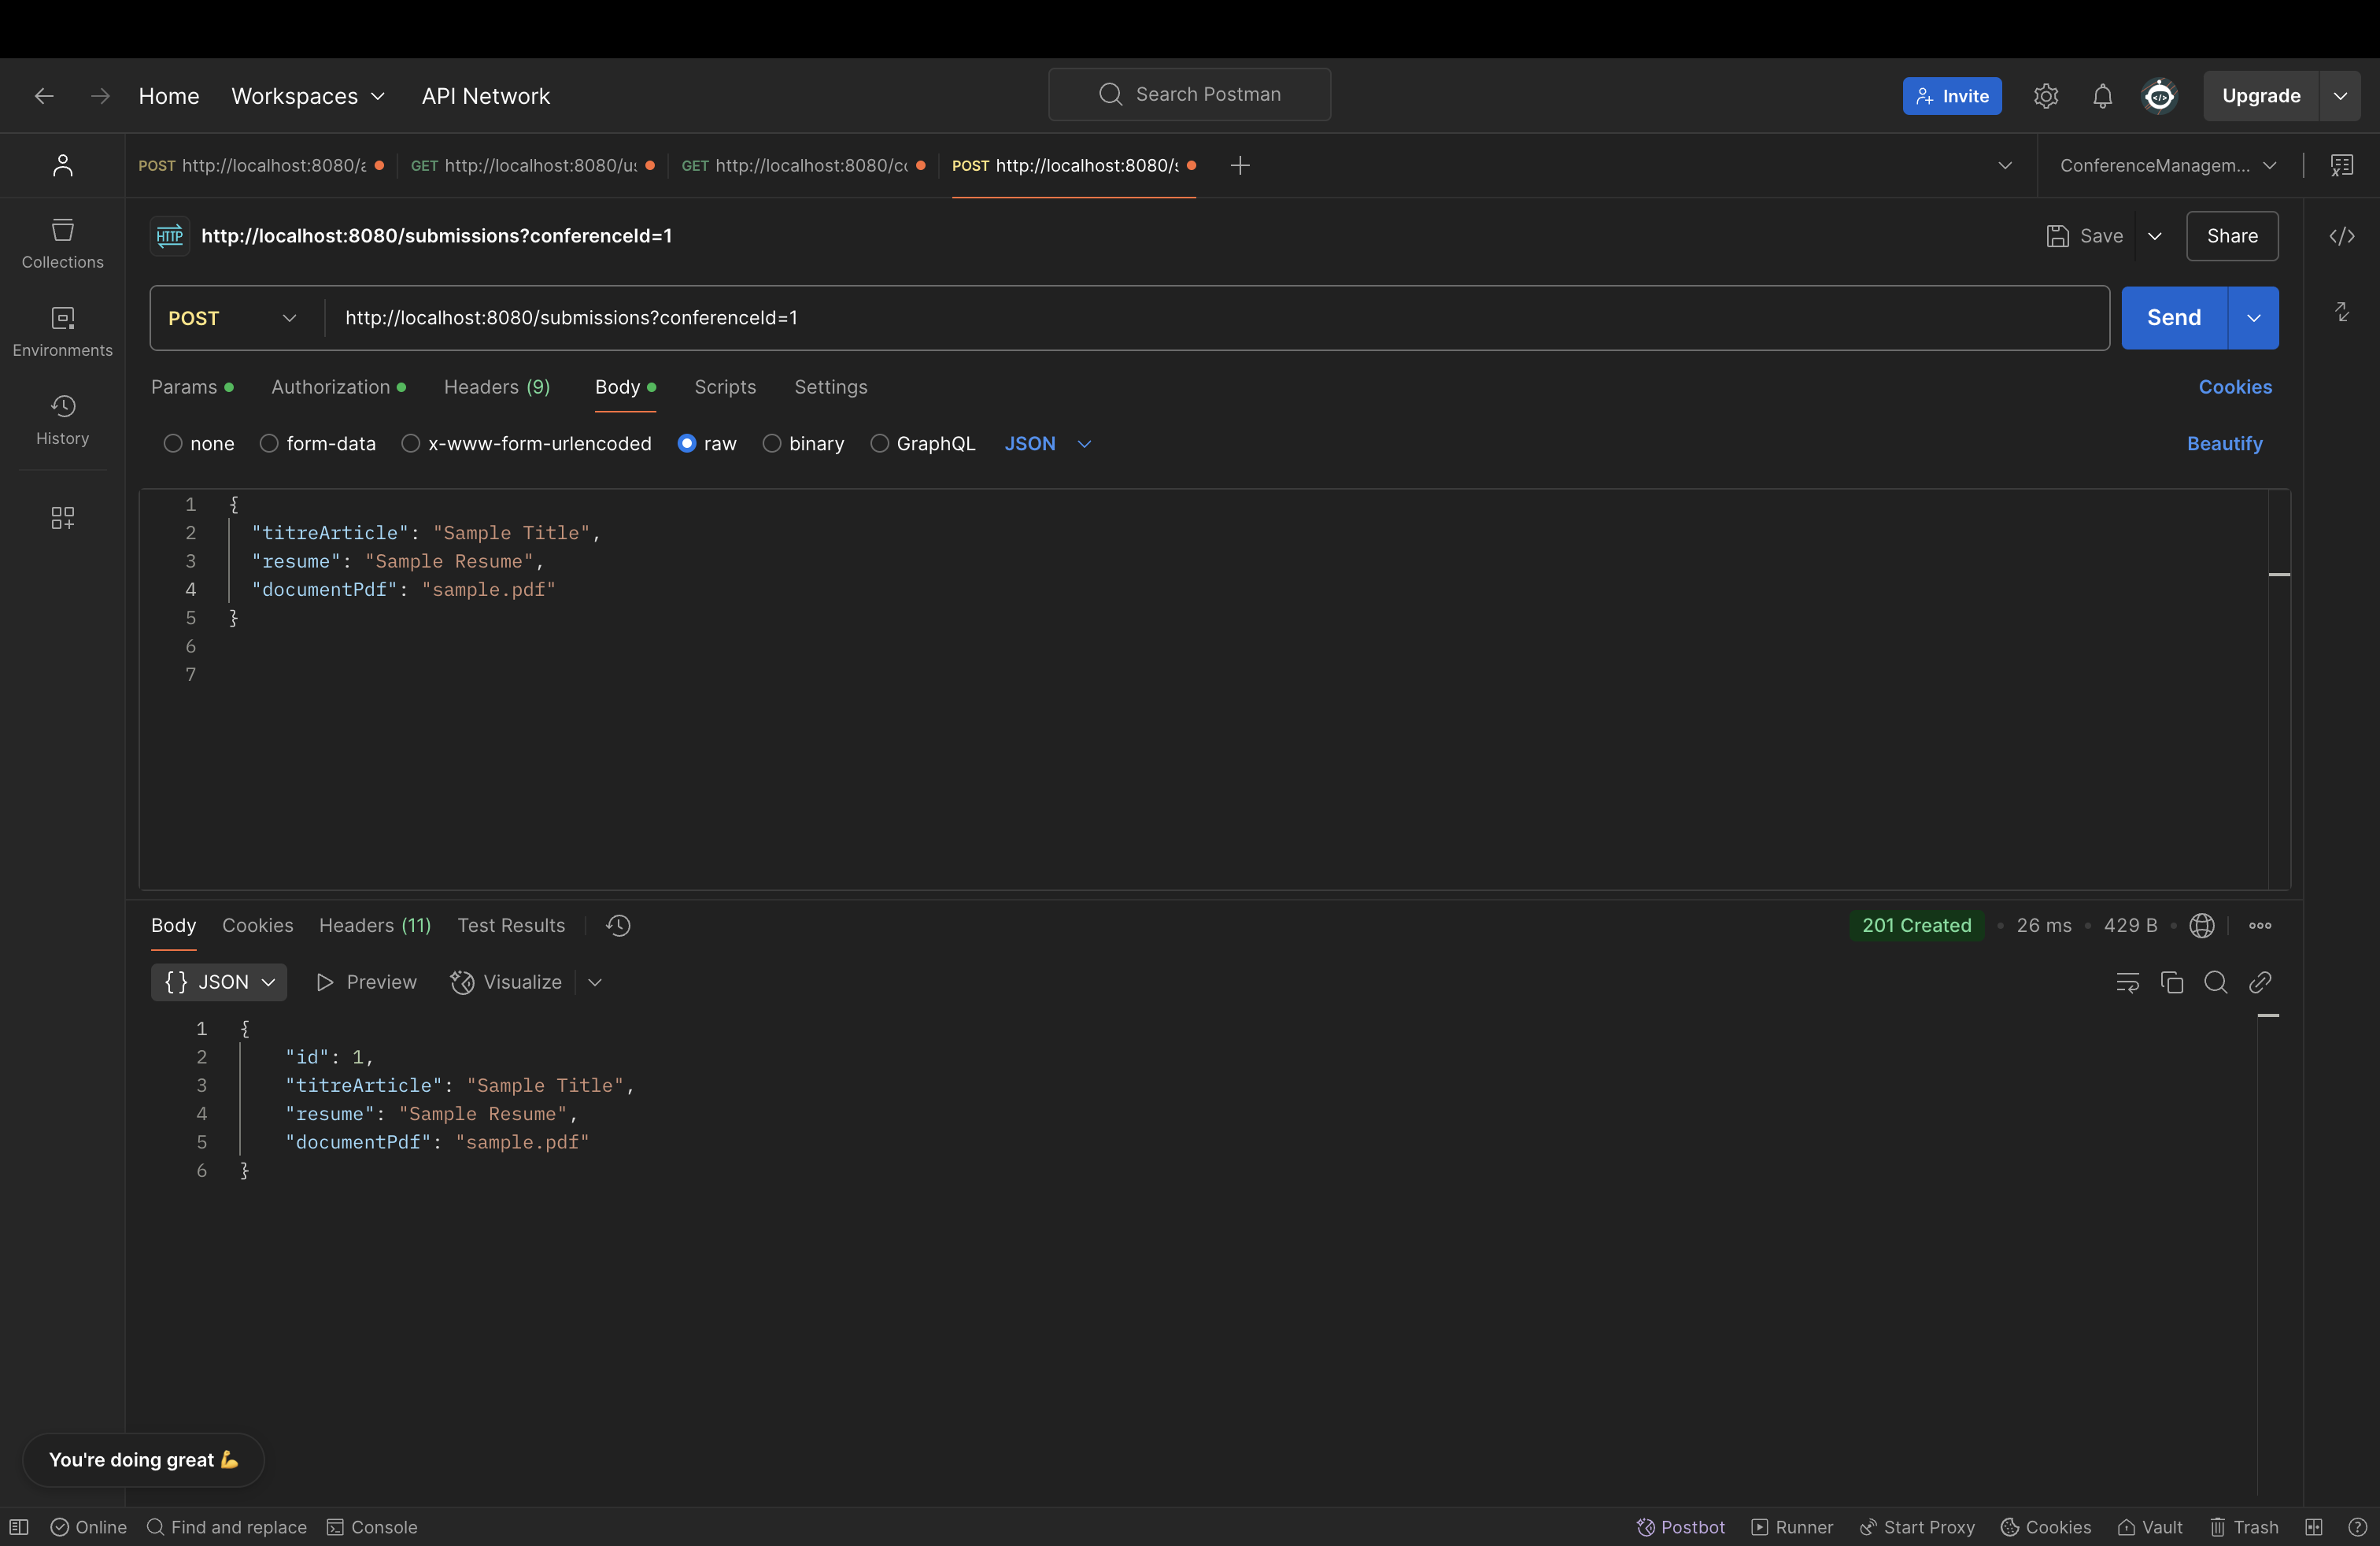 Home Workspaces API Network Search Postman Invite Upgrade
POST http://localhost:8080/ GET http://localhost:8080/u GET http://localhost:8080/c POST http://localhost:8080/s ConferenceManagem...
HTTP http://localhost:8080/submissions?conferenceId=1 Save Share
Collections
Environments
History
POST http://localhost:8080/submissions?conferenceId=1 Send
Params Authorization Headers (9) Body Scripts Settings Cookies
none form-data x-www-form-urlencoded raw binary GraphQL JSON Beautify
1 {
2 "titreArticle": "Sample Title",
3 "resume": "Sample Resume",
4 "documentPdf": "sample.pdf"
5 }
6
7
Body Cookies Headers (11) Test Results 201 Created • 26 ms • 429 B •
{} JSON Preview Visualize
1 {
2 "id": 1,
3 "titreArticle": "Sample Title",
4 "resume": "Sample Resume",
5 "documentPdf": "sample.pdf"
6 }
You're doing great 💪
Online Find and replace Console Postbot Runner Start Proxy Cookies Vault Trash